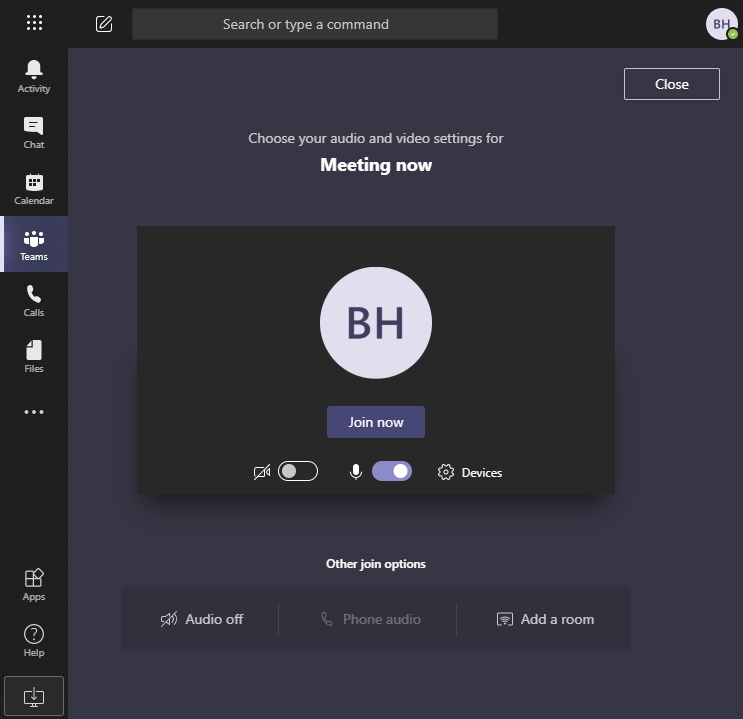 Search or type a command
BH
Activity
Chat
Calendar
Teams
Calls
Files
Apps
Help
Close
Choose your audio and video settings for
Meeting now
BH
Join now
Devices
Other join options
Audio off
Phone audio
Add a room